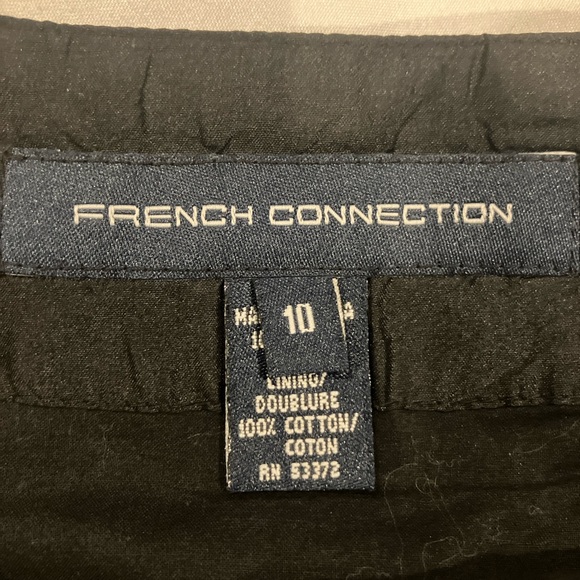 FRENCH CONNECTION
10
LINING/
DOUBLURE
100% COTTON/
COTON
RN 53372